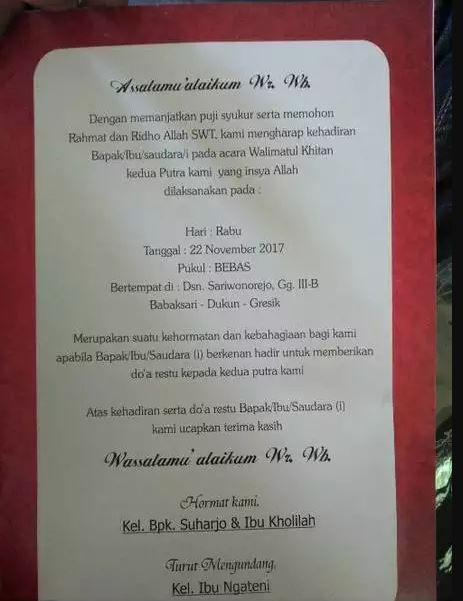 Assalamu'alaikum Wr. Wb.
Dengan memanjatkan puji syukur serta memohon
Rahmat dan Ridho Allah SWT. kami mengharap kehadiran
Bapak/Ibu/saudara/i pada acara Walimatul Khitan
kedua Putra kami yang insya Allah
dilaksanakan pada :
Hari : Rabu
Tanggal : 22 November 2017
Pukul : BEBAS
Bertempat di : Dsn. Sariwonorejo, Gg. III-B
Babaksari - Dukun - Gresik
Merupakan suatu kehormatan dan kebahagiaan bagi kami
apabila Bapak/Ibu/Saudara (i) berkenan hadir untuk memberikan
do'a restu kepada kedua putra kami
Atas kehadiran serta do'a restu Bapak/Ibu/Saudara (i)
kami ucapkan terima kasih
Wassalamu'alaikum Wr. Wb.
Hormat kami,
Kel. Bpk. Suharjo & Ibu Kholilah
Turut Mengundang,
Kel. Ibu Ngateni